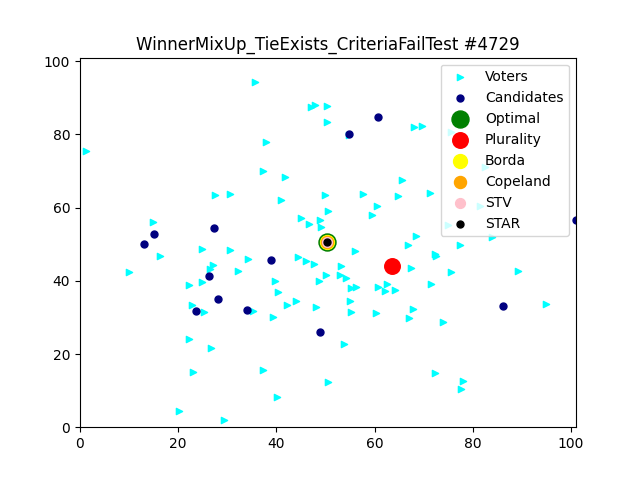 WinnerMixUp_TieExists_CriteriaFailTest #4729
100
80
60
40
20
0
0 20 40 60 80 100
Voters
Candidates
Optimal
Plurality
Borda
Copeland
STV
STAR